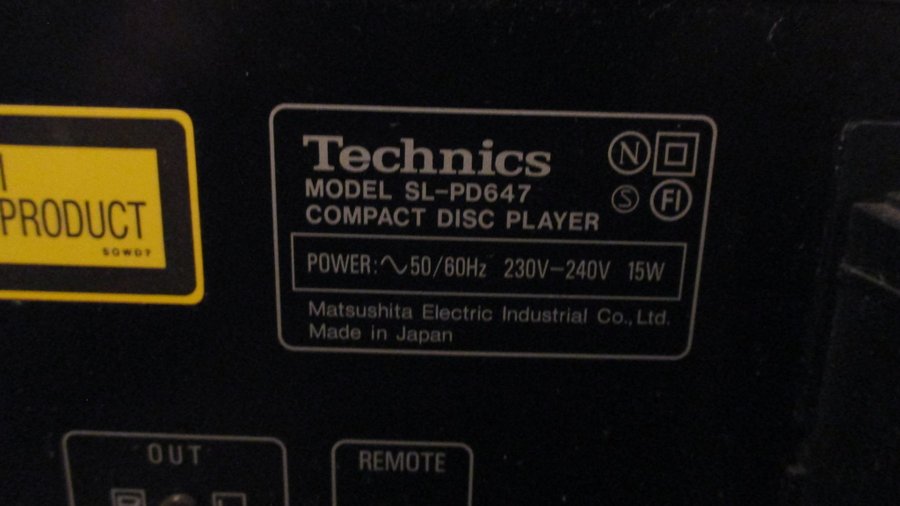 PRODUCT
SQWD7
Technics
MODEL SL-PD647
COMPACT DISC PLAYER
N
S
FI
POWER:∿50/60Hz 230V-240V 15W
Matsushita Electric Industrial Co., Ltd.
Made in Japan
OUT
REMOTE